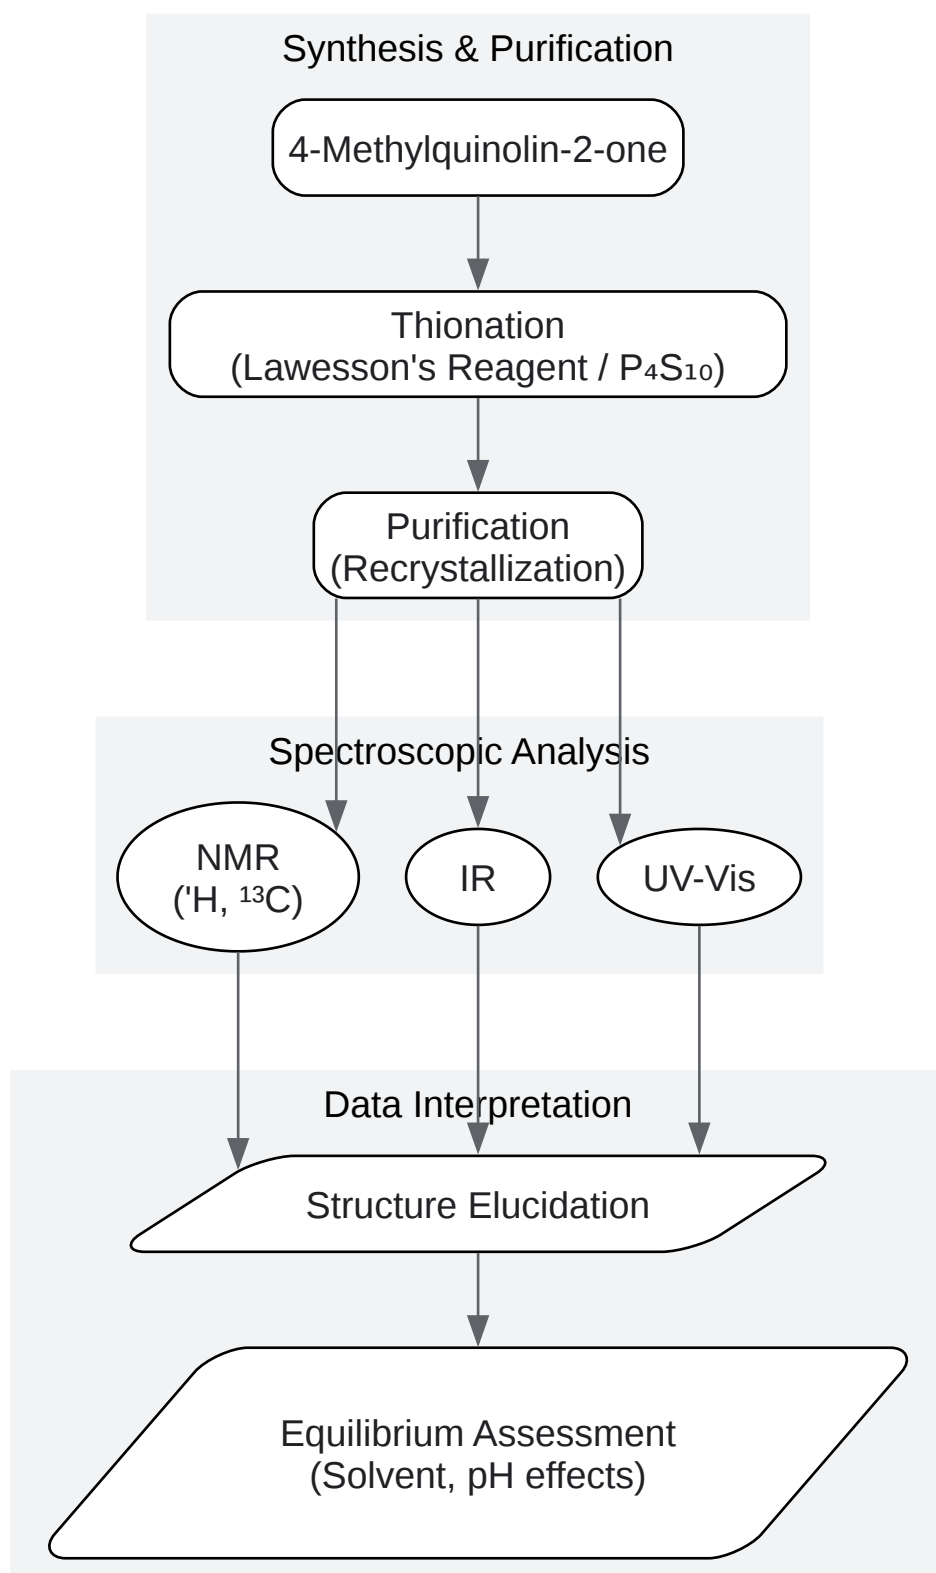 Synthesis & Purification
4-Methylquinolin-2-one
Thionation
(Lawesson's Reagent / P₄S₁₀)
Purification
(Recrystallization)
Spectroscopic Analysis
NMR
('H, ¹³C)
IR
UV-Vis
Data Interpretation
Structure Elucidation
Equilibrium Assessment
(Solvent, pH effects)